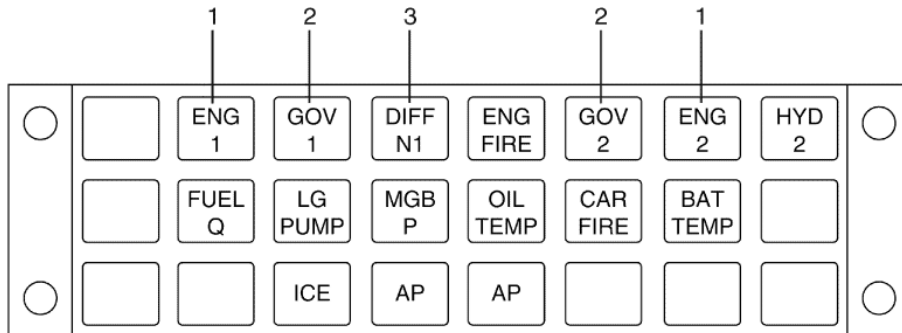 1 2 3 2 1
ENG GOV DIFF ENG GOV ENG HYD
1 1 N1 FIRE 2 2 2
FUEL LG MGB OIL CAR BAT
Q PUMP P TEMP FIRE TEMP
ICE AP AP